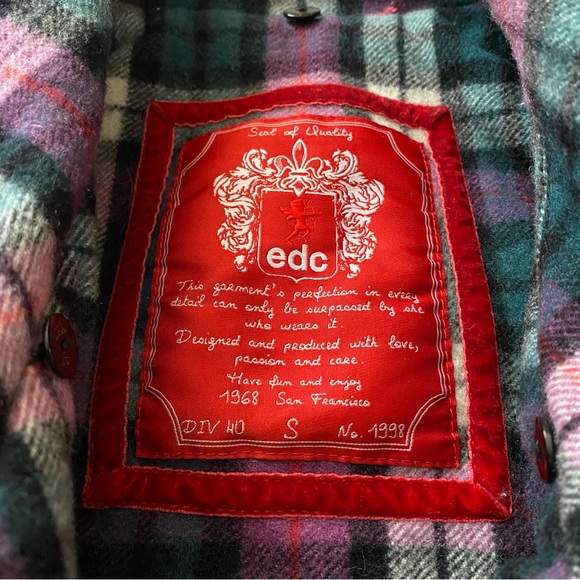 Seal of Quality
edc
This garment's perfection in every
detail can only be surpassed by she
who wears it.
Designed and produced with love,
passion and care.
Have fun and enjoy
1968 San Francisco
DIV 40 S No. 1998